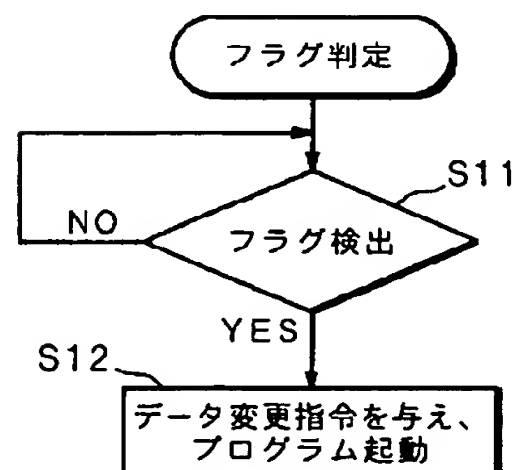 フラグ判定
S11
フラグ検出
NO
YES
S12
データ変更指令を与え、
プログラム起動